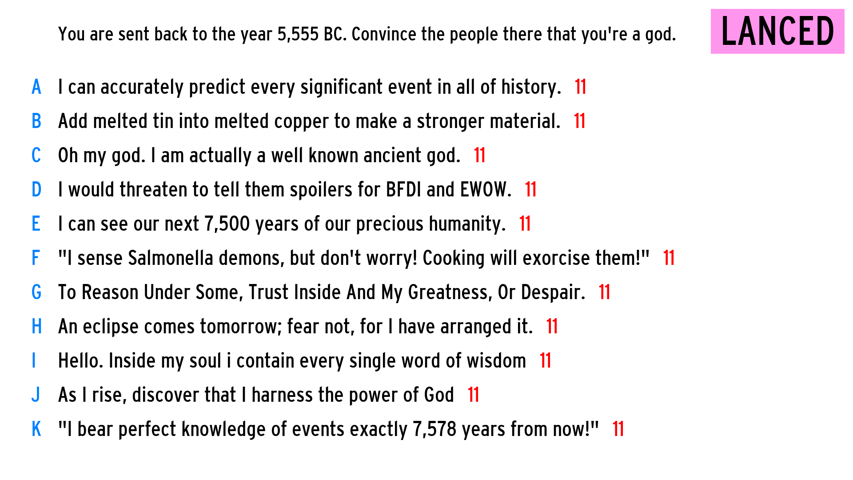 You are sent back to the year 5,555 BC. Convince the people there that you're a god.
LANCED
A I can accurately predict every significant event in all of history. 11
B Add melted tin into melted copper to make a stronger material. 11
C Oh my god. I am actually a well known ancient god. 11
D I would threaten to tell them spoilers for BFDI and EWOW. 11
E I can see our next 7,500 years of our precious humanity. 11
F "I sense Salmonella demons, but don't worry! Cooking will exorcise them!" 11
G To Reason Under Some, Trust Inside And My Greatness, Or Despair. 11
H An eclipse comes tomorrow; fear not, for I have arranged it. 11
I Hello. Inside my soul i contain every single word of wisdom 11
J As I rise, discover that I harness the power of God 11
K "I bear perfect knowledge of events exactly 7,578 years from now!" 11